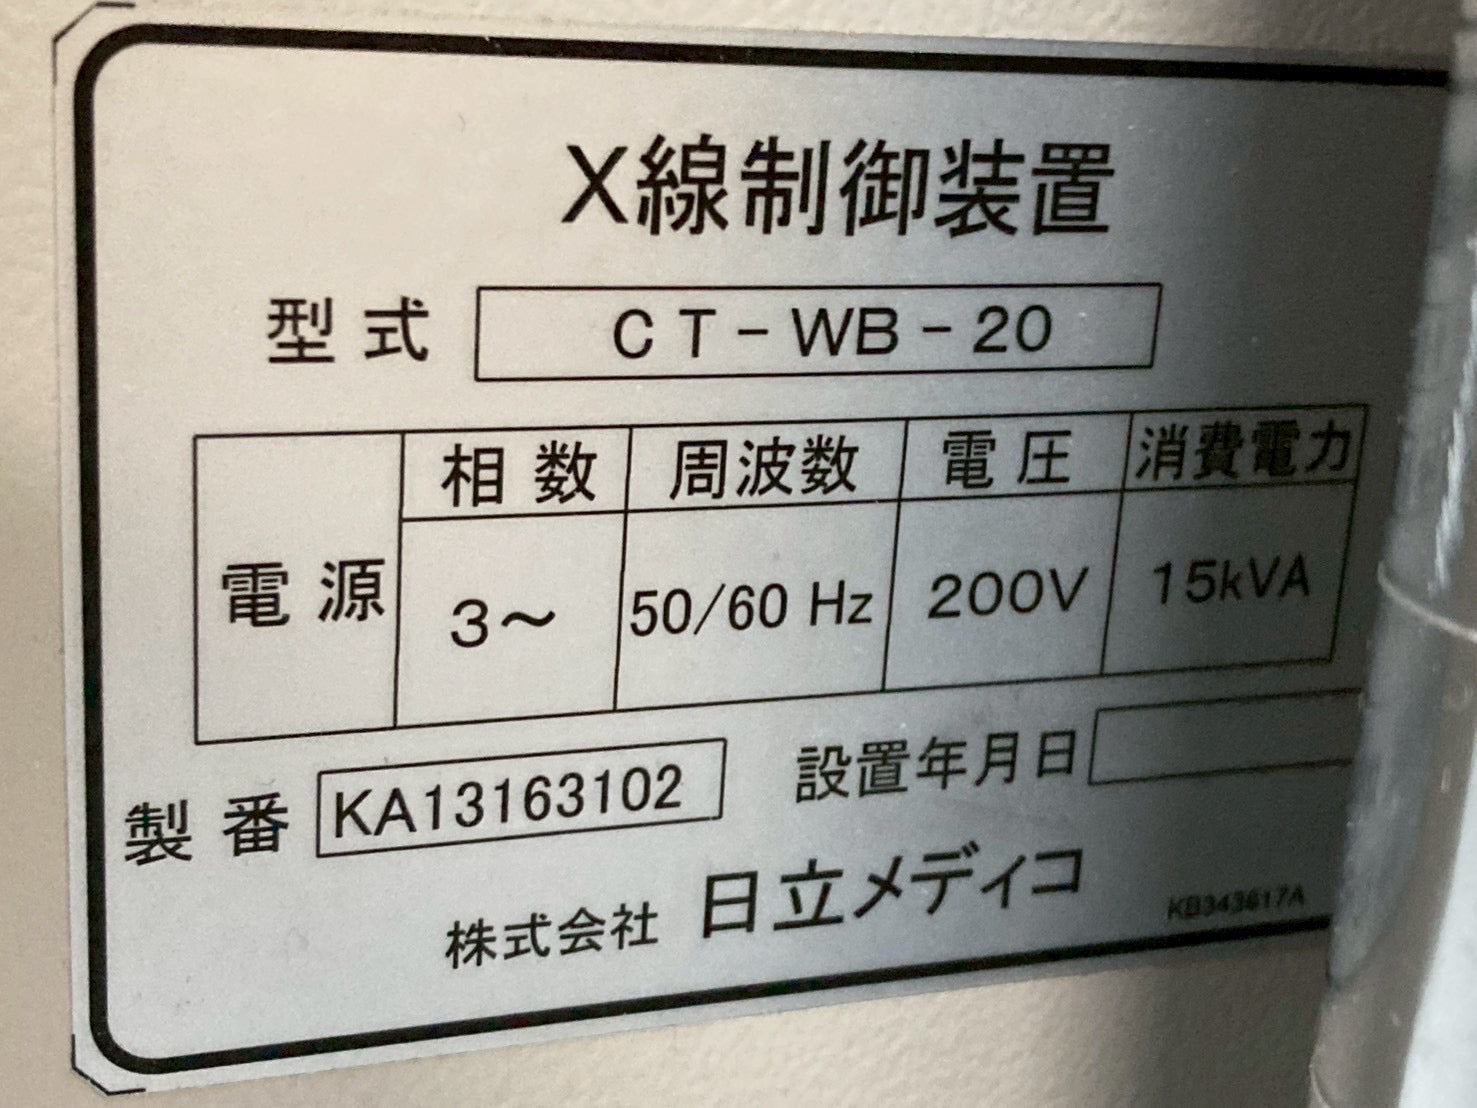 X線制御装置
型式 CT-WB-20
相数 周波数 電圧 消費電力
電源 3～ 50/60 Hz 200V 15kVA
製番 KA13163102 設置年月日
株式会社 日立メディコ
KB343617A